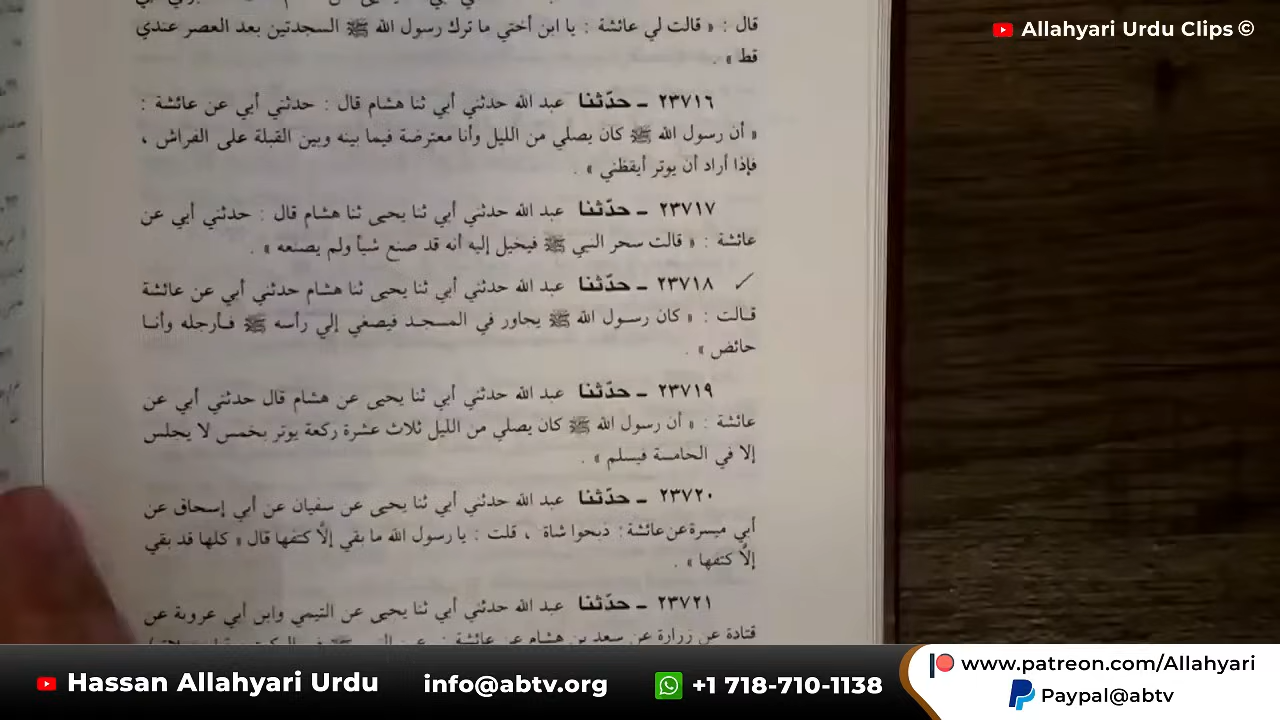 Allahyari Urdu Clips ©
قال : « قالت لي عائشة : يا ابن أختي ما ترك رسول الله ﷺ السجدتين بعد العصر عندي
قط » .
٢٣٧١٦ ـ حدّثنا عبد الله حدثني أبي ثنا هشام قال : حدثني أبي عن عائشة :
« أن رسول الله ﷺ كان يصلي من الليل وأنا معترضة فيما بينه وبين القبلة على الفراش ،
فإذا أراد أن يوتر أيقظني » .
٢٣٧١٧ ـ حدّثنا عبد الله حدثني أبي ثنا يحيى ثنا هشام قال : حدثني أبي عن
عائشة : « قالت سحر النبي ﷺ فيخيل إليه أنه قد صنع شيأ ولم يصنعه » .
٢٣٧١٨ ـ حدّثنا عبد الله حدثني أبي ثنا يحيى ثنا هشام حدثني أبي عن عائشة
قالت : « كان رسول الله ﷺ يجاور في المسجد فيصغي إلي رأسه ﷺ فأرجله وأنا
حائض » .
٢٣٧١٩ ـ حدّثنا عبد الله حدثني أبي ثنا يحيى عن هشام قال حدثني أبي عن
عائشة : « أن رسول الله ﷺ كان يصلي من الليل ثلاث عشرة ركعة يوتر بخمس لا يجلس
إلا في الخامسة فيسلم » .
٢٣٧٢٠ ـ حدّثنا عبد الله حدثني أبي ثنا يحيى عن سفيان عن أبي إسحاق عن
أبي ميسرة عن عائشة : ذبحوا شاة ، قلت : يا رسول الله ما بقي إلَّا كتفها قال « كلها قد بقي
إلَّا كتفها » .
٢٣٧٢١ ـ حدّثنا عبد الله حدثني أبي ثنا يحيى عن التيمي وابن أبي عروبة عن
قتادة عن زرارة عن سعد بن هشام عن عائشة :
Hassan Allahyari Urdu
info@abtv.org
+1 718-710-1138
www.patreon.com/Allahyari
Paypal@abtv